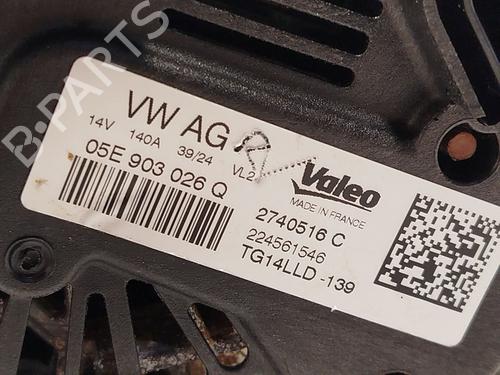 VW AG
14V 140A 39/24 VL2
05E 903 026 Q
Valeo
MADE IN FRANCE
2740516 C
224561546
TG14LLD -139
B-PARTS